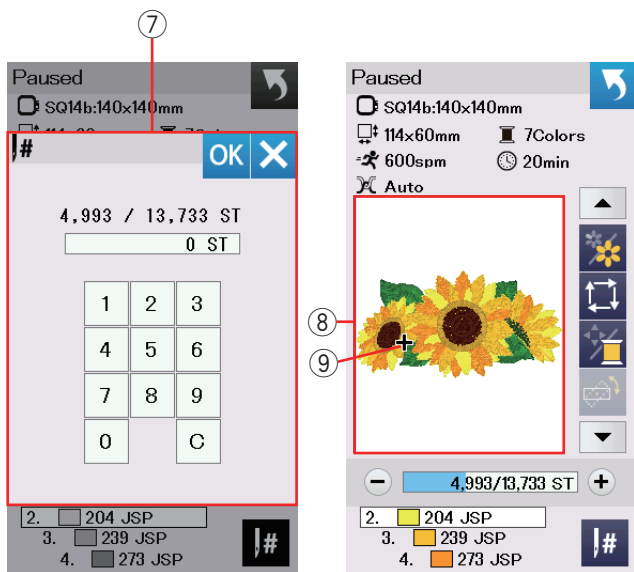 ⑦
Paused
SQ14b:140x140mm
#
OK
4,993 / 13,733 ST
0 ST
1 2 3
4 5 6
7 8 9
0 C
2. 204 JSP
3. 239 JSP
4. 273 JSP
#
Paused
SQ14b:140x140mm
114x60mm 7Colors
600spm 20min
Auto
⑧
⑨
4,993/13,733 ST
2. 204 JSP
3. 239 JSP
4. 273 JSP
#